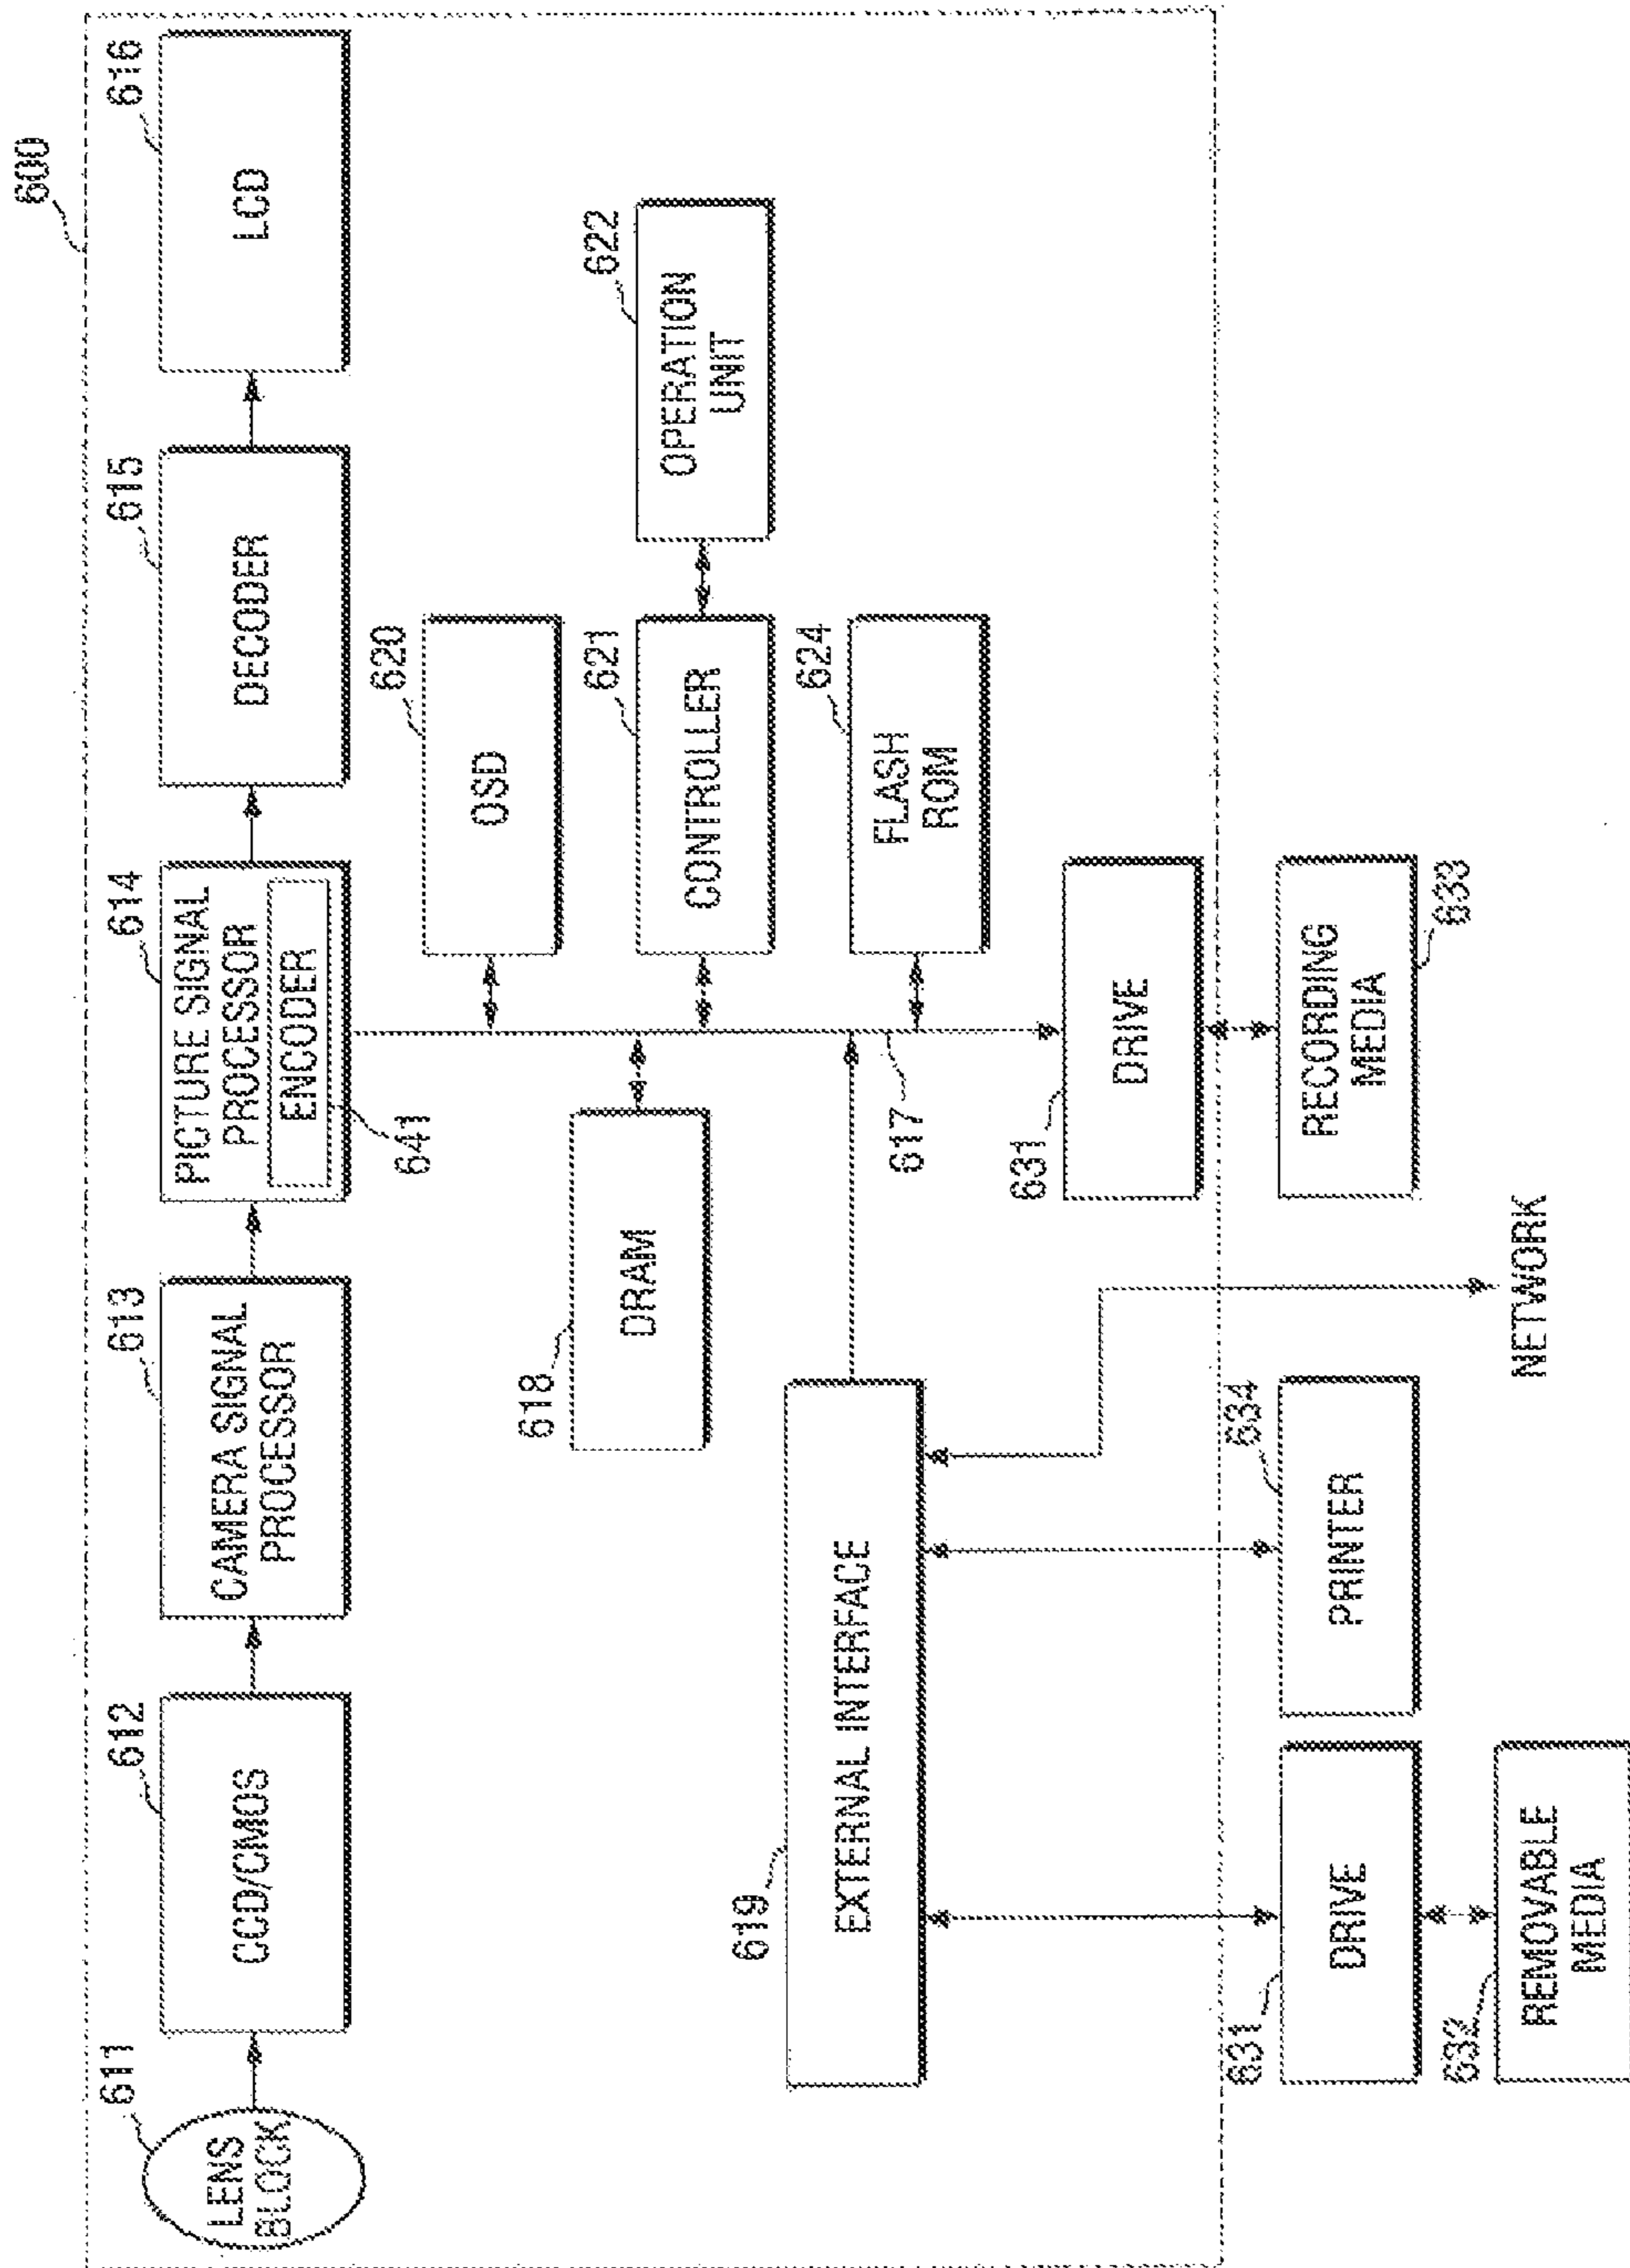 600
611
LENS
BLOCK
612
CCD/CMOS
613
CAMERA SIGNAL
PROCESSOR
614
PICTURE SIGNAL
PROCESSOR
ENCODER
641
615
DECODER
616
LCD
620
OSD
618
DRAM
621
CONTROLLER
622
OPERATION
UNIT
619
EXTERNAL INTERFACE
617
624
FLASH
ROM
631
DRIVE
631
DRIVE
634
PRINTER
NETWORK
RECORDING
MEDIA
633
632
REMOVABLE
MEDIA